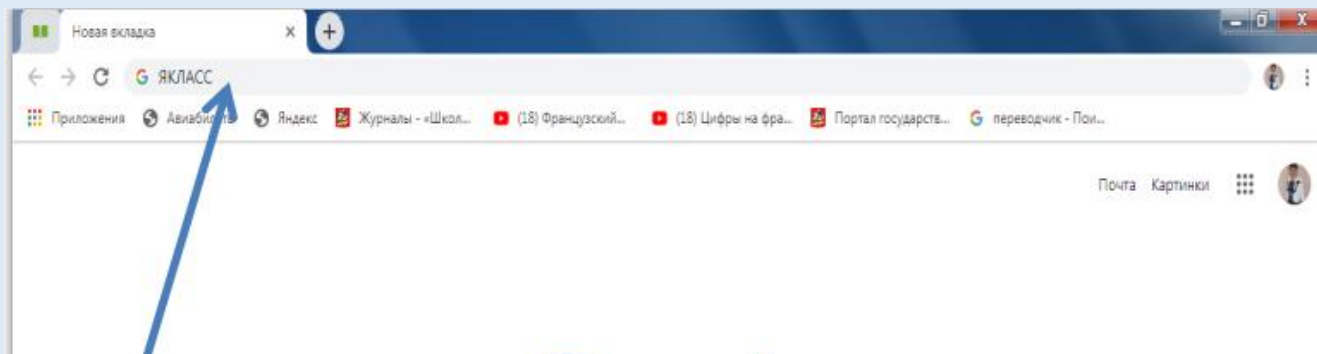 Новая вкладка
ЯКЛАСС
Приложения Яндекс Журналы - «Школ... (18) Французский... (18) Цифры на фра... Портал государств... переводчик - Пои...
Почта Картинки